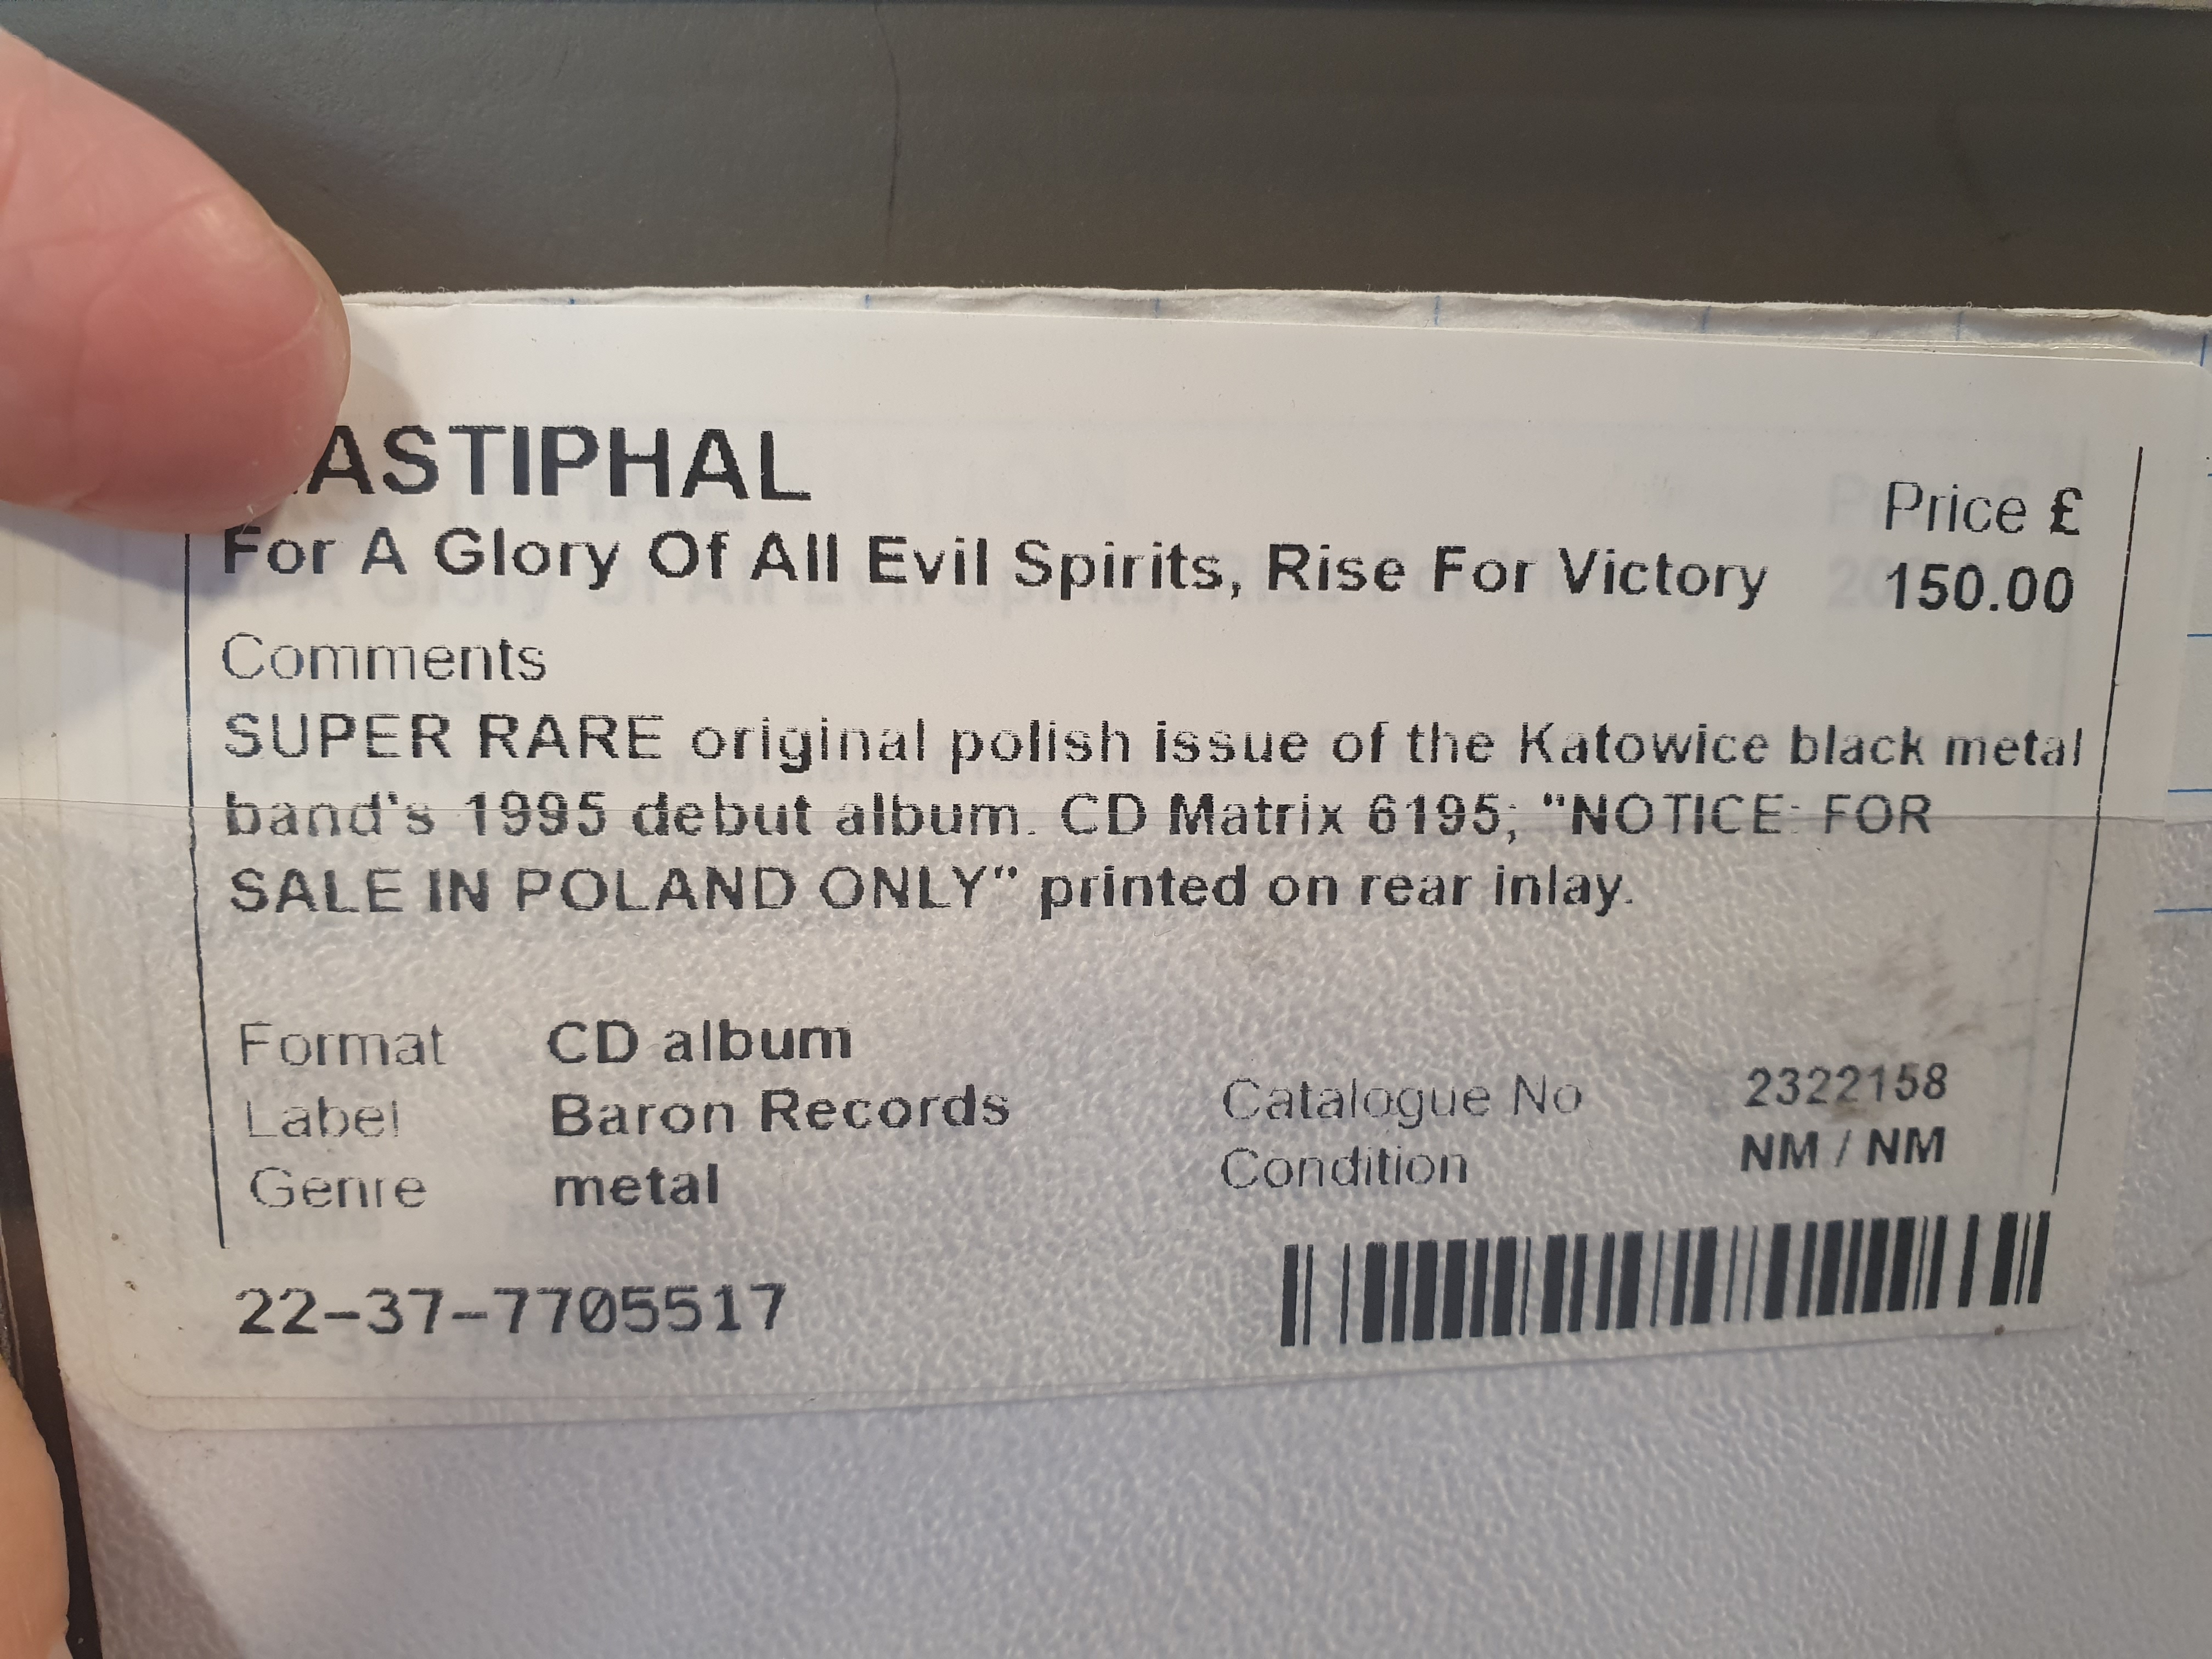 ASTIPHAL
For A Glory Of All Evil Spirits, Rise For Victory
Price £
150.00
Comments
SUPER RARE original polish issue of the Katowice black metal
band's 1995 debut album. CD Matrix 6195; "NOTICE: FOR
SALE IN POLAND ONLY" printed on rear inlay.
Format CD album
Label Baron Records
Genre metal
Catalogue No 2322158
Condition NM / NM
22-37-7705517